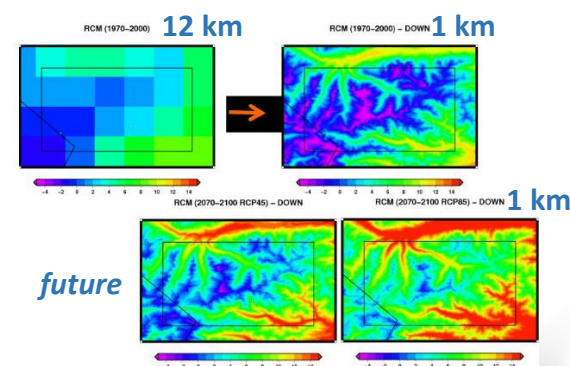 RCM (1970−2000) 12 km
RCM (1970−2000) − DOWN 1 km
−4 −2 0 2 4 6 8 10 12 14
−4 −2 0 2 4 6 8 10 12 14
RCM (2070−2100 RCP45) − DOWN
RCM (2070−2100 RCP85) − DOWN 1 km
future